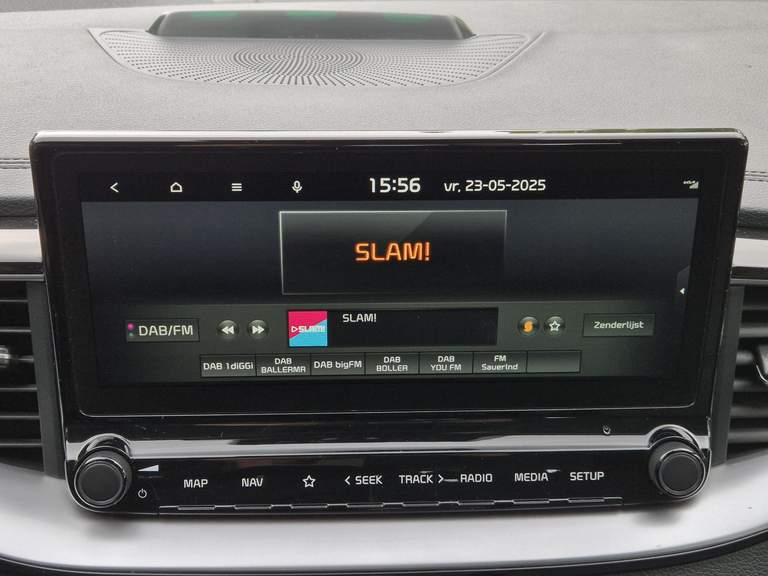 15:56 vr, 23-05-2025
SLAM!
DAB/FM
SLAM!
SLAM!
Zenderlijst
DAB 1diGGi
DAB
BALLERMR
DAB bigFM
DAB
BOLLER
DAB
YOU FM
FM
Sauerlnd
MAP NAV SEEK TRACK RADIO MEDIA SETUP